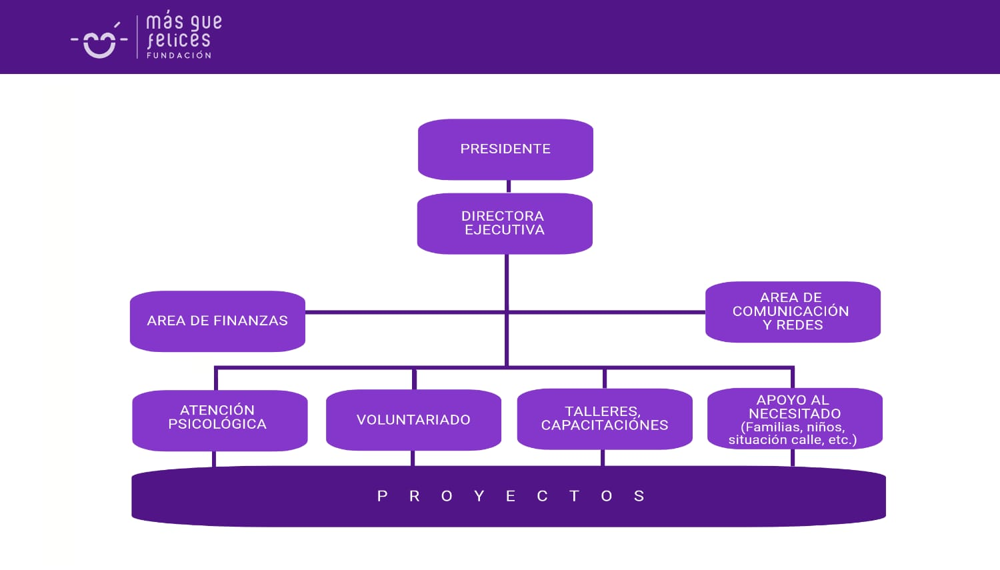 más que
felices
FUNDACIÓN
PRESIDENTE
DIRECTORA
EJECUTIVA
AREA DE FINANZAS
AREA DE
COMUNICACIÓN
Y REDES
ATENCIÓN
PSICOLÓGICA
VOLUNTARIADO
TALLERES,
CAPACITACIÓNES
APOYO AL
NECESITADO
(Familias, niños,
situación calle, etc.)
P R O Y E C T O S